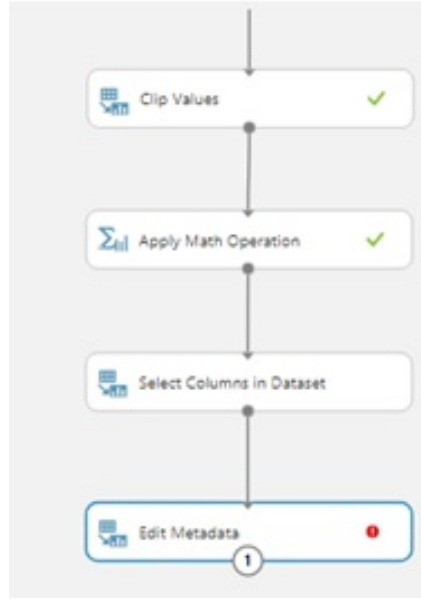 Clip Values
Apply Math Operation
Select Columns in Dataset
Edit Metadata
1